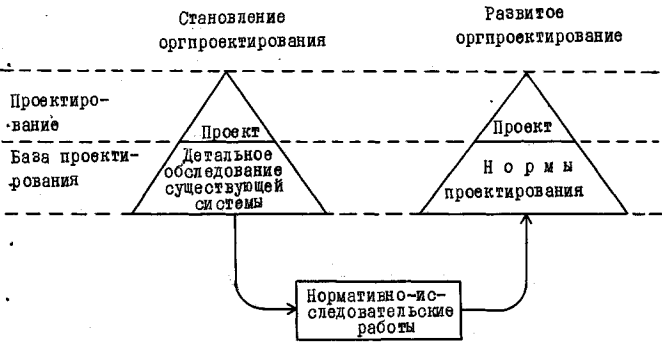 Становление
оргпроектирования
Развитое
оргпроектирование
Проектиро-
вание
Проект
Проект
База проекти-
рования
Детальное
обследование
существующей
системы
Нормы
проектирования
Нормативно-ис-
следовательские
работы